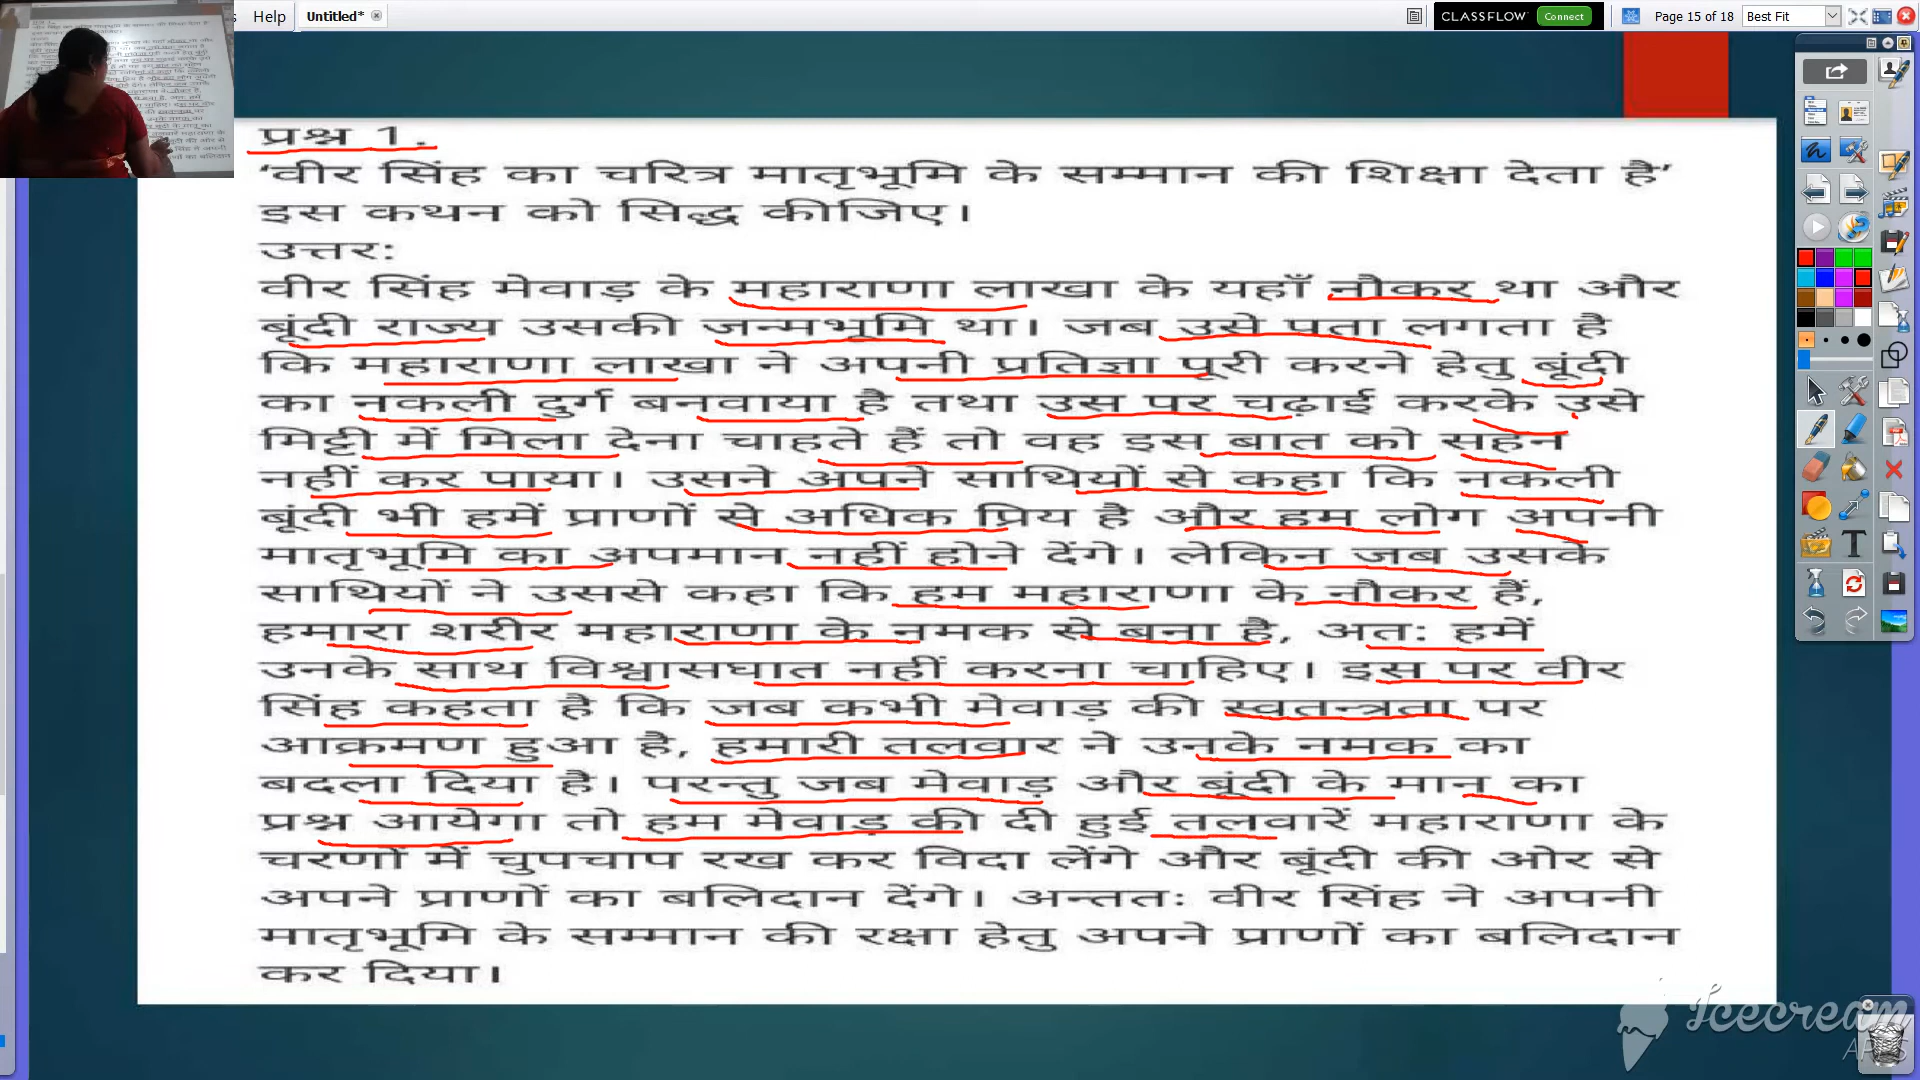 Help
Untitled*
CLASSFLOW Connect
Page 15 of 18
Best Fit
प्रश्न 1.
‘वीर सिंह का चरित्र मातृभूमि के सम्मान की शिक्षा देता है’
इस कथन को सिद्ध कीजिए।
उत्तर:
वीर सिंह मेवाड़ के महाराणा लाखा के यहाँ नौकर था और
बूंदी राज्य उसकी जन्मभूमि था। जब उसे पता लगता है
कि महाराणा लाखा ने अपनी प्रतिज्ञा पूरी करने हेतु बूंदी
का नकली दुर्ग बनवाया है तथा उस पर चढ़ाई करके उसे
मिट्टी में मिला देना चाहते हैं तो वह इस बात को सहन
नहीं कर पाया। उसने अपने साथियों से कहा कि नकली
बूंदी भी हमें प्राणों से अधिक प्रिय है और हम लोग अपनी
मातृभूमि का अपमान नहीं होने देंगे। लेकिन जब उसके
साथियों ने उससे कहा कि हम महाराणा के नौकर हैं,
हमारा शरीर महाराणा के नमक से बना है, अत: हमें
उनके साथ विश्वासघात नहीं करना चाहिए। इस पर वीर
सिंह कहता है कि जब कभी मेवाड़ की स्वतन्त्रता पर
आक्रमण हुआ है, हमारी तलवार ने उनके नमक का
बदला दिया है। परन्तु जब मेवाड़ और बूंदी के मान का
प्रश्न आयेगा तो हम मेवाड़ की दी हुई तलवारें महाराणा के
चरणों में चुपचाप रख कर विदा लेंगे और बूंदी की ओर से
अपने प्राणों का बलिदान देंगे। अन्तत: वीर सिंह ने अपनी
मातृभूमि के सम्मान की रक्षा हेतु अपने प्राणों का बलिदान
कर दिया।
Icecream